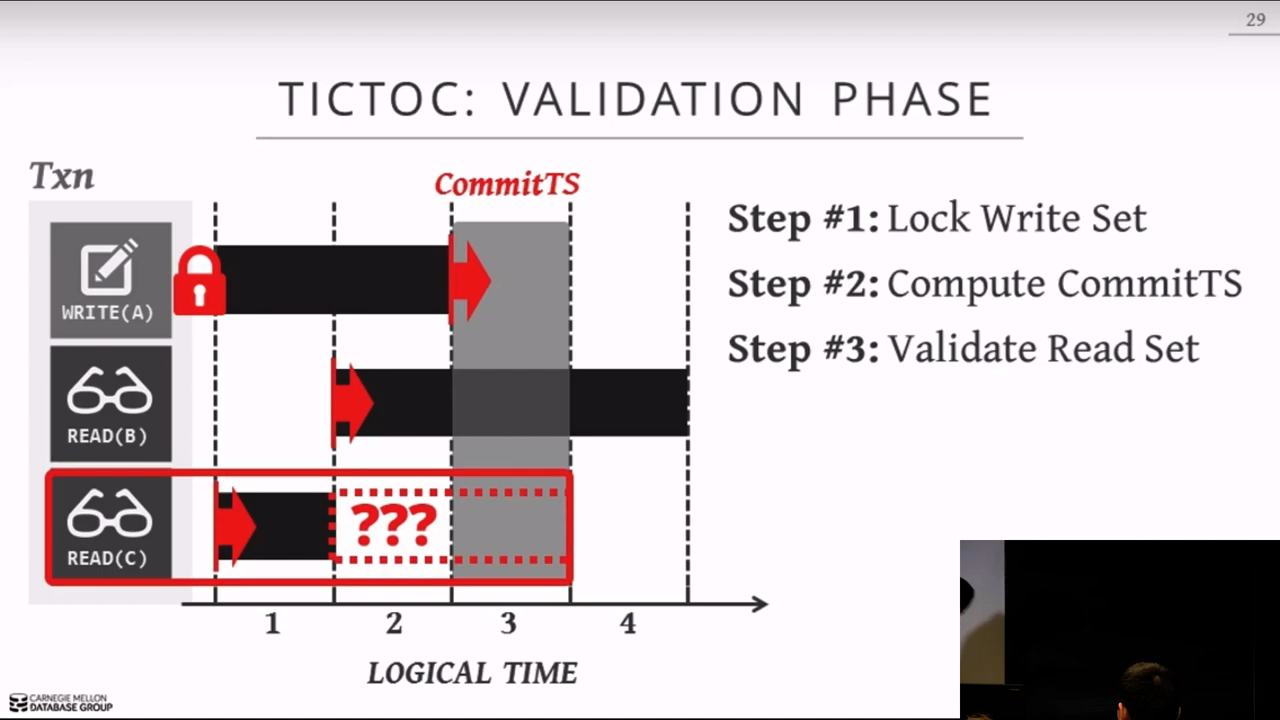 29
TICTOC: VALIDATION PHASE
Txn
CommitTS
WRITE(A)
READ(B)
READ(C)
???
1 2 3 4
LOGICAL TIME
Step #1: Lock Write Set
Step #2: Compute CommitTS
Step #3: Validate Read Set
CARNEGIE MELLON
DATABASE GROUP